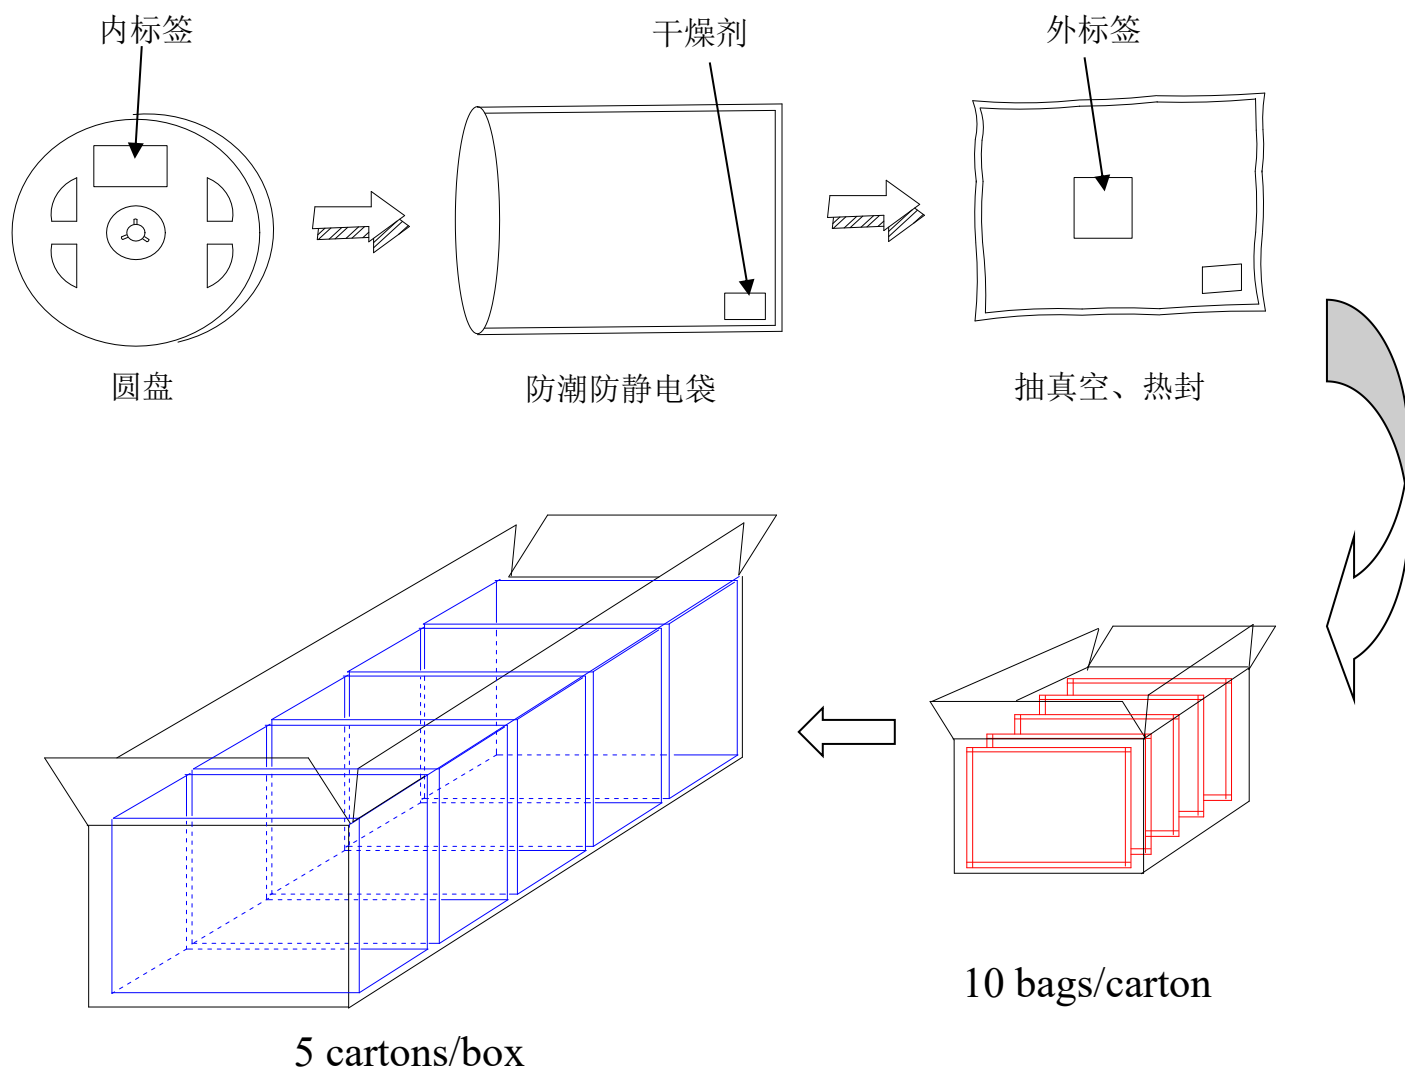 内标签
干燥剂
外标签
圆盘
防潮防静电袋
抽真空、热封
10 bags/carton
5 cartons/box